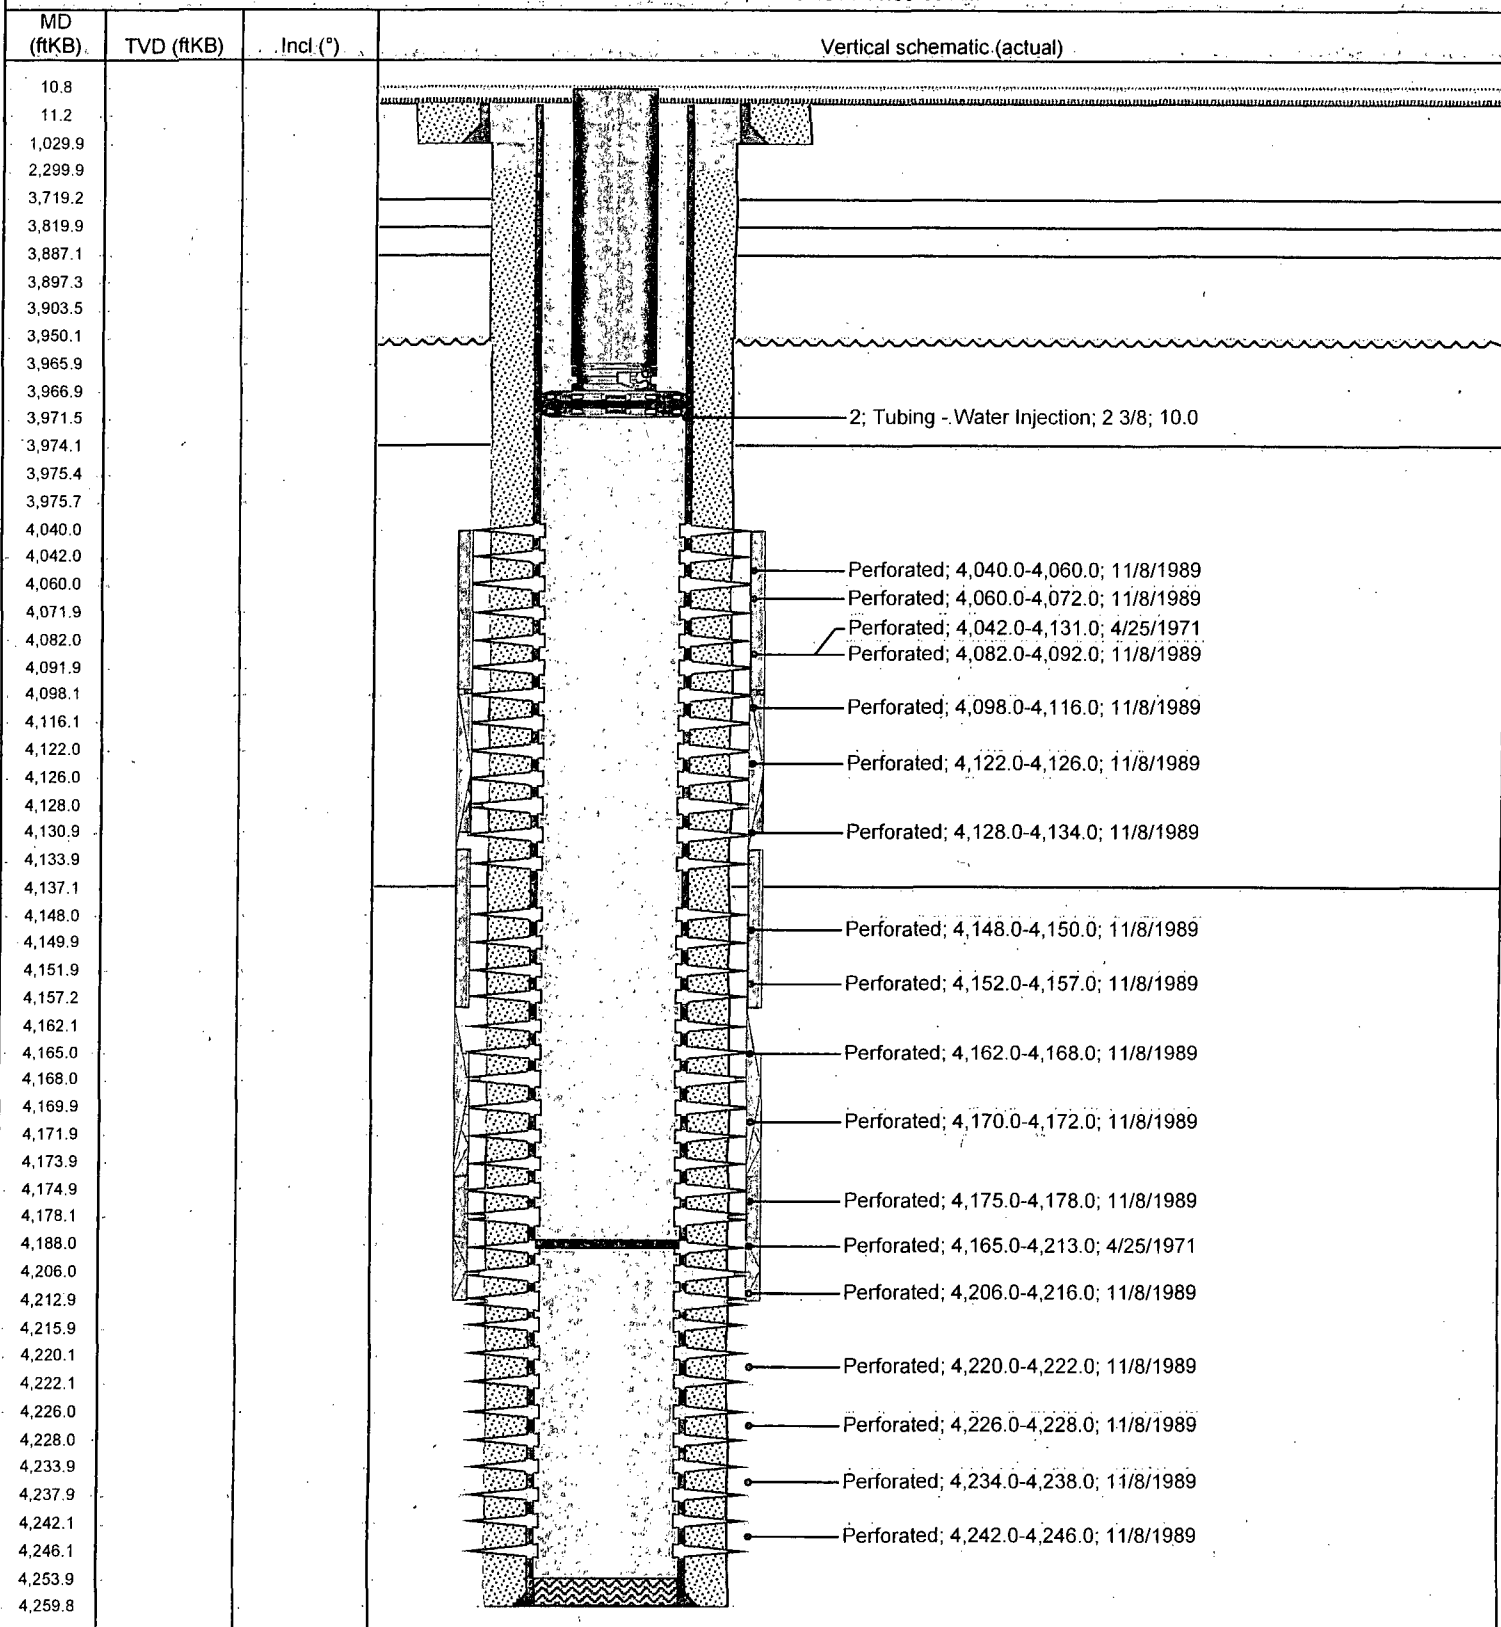 MD (ftKB) TVD (ftKB) Incl (°) Vertical schematic (actual)
10.8
11.2
1,029.9
2,299.9
3,719.2
3,819.9
3,887.1
3,897.3
3,903.5
3,950.1
3,965.9
3,966.9
3,971.5 2; Tubing - Water Injection; 2 3/8; 10.0
3,974.1
3,975.4
3,975.7
4,040.0
4,042.0 Perforated; 4,040.0-4,060.0; 11/8/1989
4,060.0 Perforated; 4,060.0-4,072.0; 11/8/1989
4,071.9 Perforated; 4,042.0-4,131.0; 4/25/1971
4,082.0 Perforated; 4,082.0-4,092.0; 11/8/1989
4,091.9
4,098.1 Perforated; 4,098.0-4,116.0; 11/8/1989
4,116.1
4,122.0 Perforated; 4,122.0-4,126.0; 11/8/1989
4,126.0
4,128.0
4,130.9 Perforated; 4,128.0-4,134.0; 11/8/1989
4,133.9
4,137.1
4,148.0 Perforated; 4,148.0-4,150.0; 11/8/1989
4,149.9
4,151.9 Perforated; 4,152.0-4,157.0; 11/8/1989
4,157.2
4,162.1
4,165.0 Perforated; 4,162.0-4,168.0; 11/8/1989
4,168.0
4,169.9
4,171.9 Perforated; 4,170.0-4,172.0; 11/8/1989
4,173.9
4,174.9 Perforated; 4,175.0-4,178.0; 11/8/1989
4,178.1
4,188.0 Perforated; 4,165.0-4,213.0; 4/25/1971
4,206.0
4,212.9 Perforated; 4,206.0-4,216.0; 11/8/1989
4,215.9
4,220.1 Perforated; 4,220.0-4,222.0; 11/8/1989
4,222.1
4,226.0 Perforated; 4,226.0-4,228.0; 11/8/1989
4,228.0
4,233.9 Perforated; 4,234.0-4,238.0; 11/8/1989
4,237.9
4,242.1 Perforated; 4,242.0-4,246.0; 11/8/1989
4,246.1
4,253.9
4,259.8